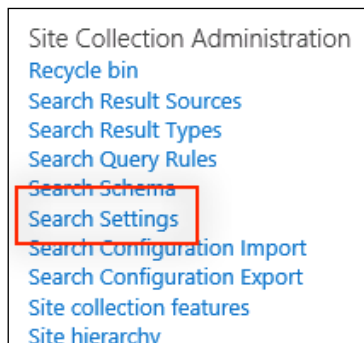 Site Collection Administration
Recycle bin
Search Result Sources
Search Result Types
Search Query Rules
Search Schema
Search Settings
Search Configuration Import
Search Configuration Export
Site collection features
Site hierarchy